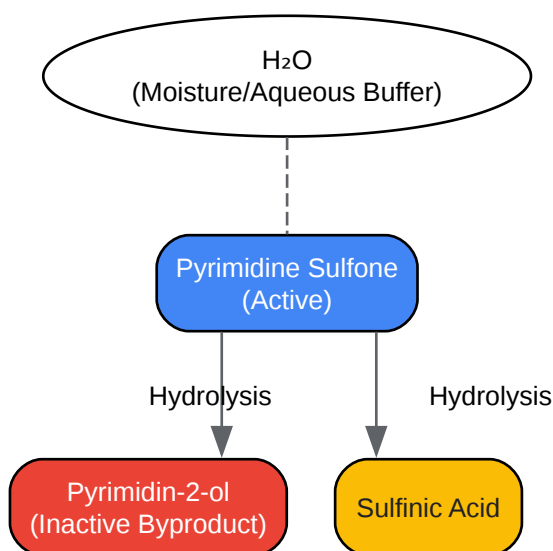 H₂O
(Moisture/Aqueous Buffer)
Pyrimidine Sulfone
(Active)
Hydrolysis
Hydrolysis
Pyrimidin-2-ol
(Inactive Byproduct)
Sulfinic Acid